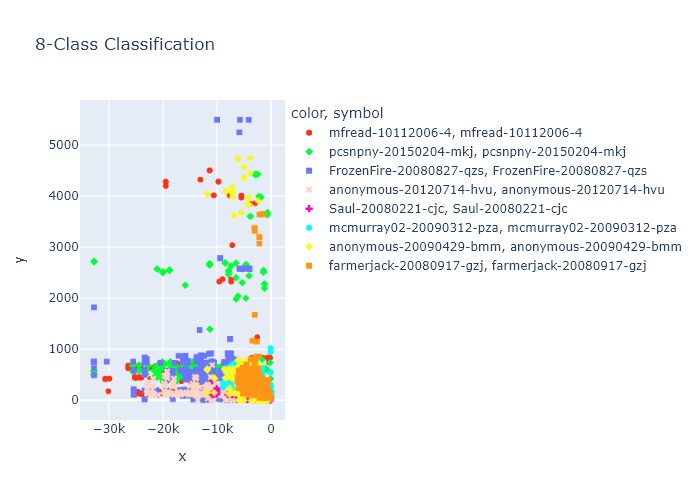 8-Class Classification
color, symbol
mfread-10112006-4, mfread-10112006-4
pcsnpny-20150204-mkj, pcsnpny-20150204-mkj
FrozenFire-20080827-qzs, FrozenFire-20080827-qzs
anonymous-20120714-hvu, anonymous-20120714-hvu
Saul-20080221-cjc, Saul-20080221-cjc
mcmurray02-20090312-pza, mcmurray02-20090312-pza
anonymous-20090429-bmm, anonymous-20090429-bmm
farmerjack-20080917-gzj, farmerjack-20080917-gzj
y
5000
4000
3000
2000
1000
0
−30k −20k −10k 0
x